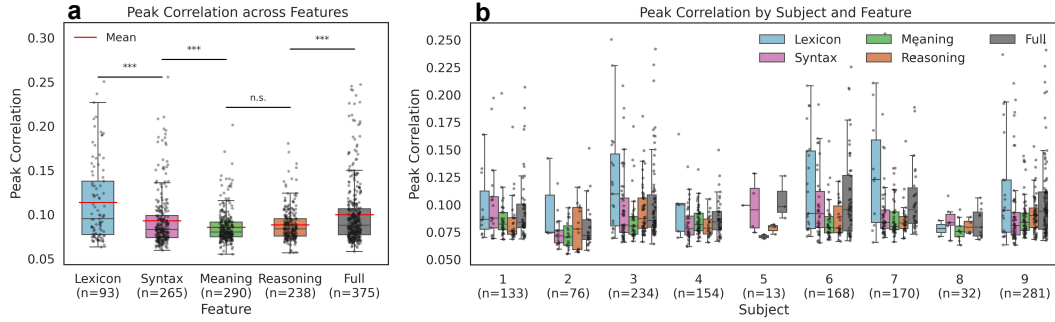 a
Peak Correlation across Features
Peak Correlation
0.30
0.25
0.20
0.15
0.10
0.05
Mean
***
***
n.s.
***
Lexicon
(n=93)
Syntax
(n=265)
Meaning
(n=290)
Reasoning
(n=238)
Full
(n=375)
Feature
b
Peak Correlation by Subject and Feature
Peak Correlation
0.250
0.225
0.200
0.175
0.150
0.125
0.100
0.075
0.050
Lexicon
Syntax
Meaning
Reasoning
Full
1
(n=133)
2
(n=76)
3
(n=234)
4
(n=154)
5
(n=13)
6
(n=168)
7
(n=170)
8
(n=32)
9
(n=281)
Subject